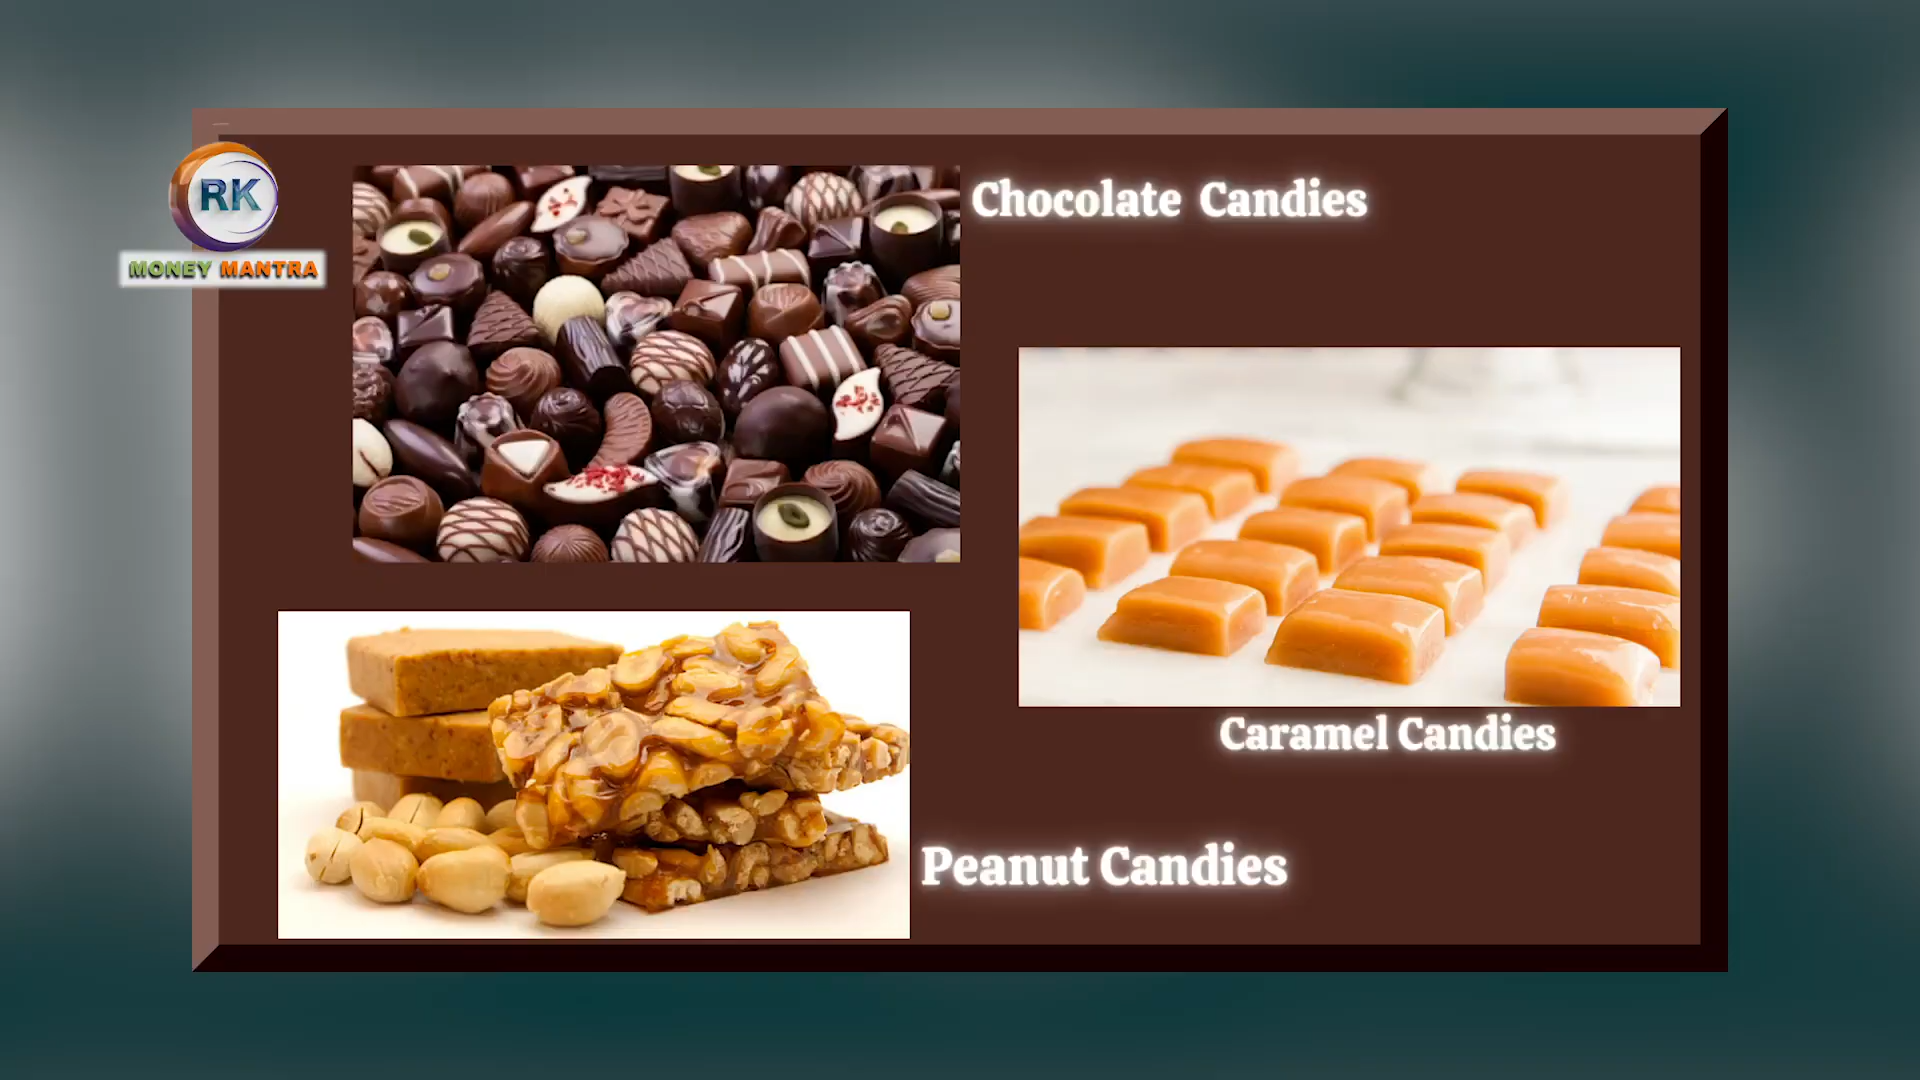 RK
MONEY MANTRA
Chocolate Candies
Caramel Candies
Peanut Candies